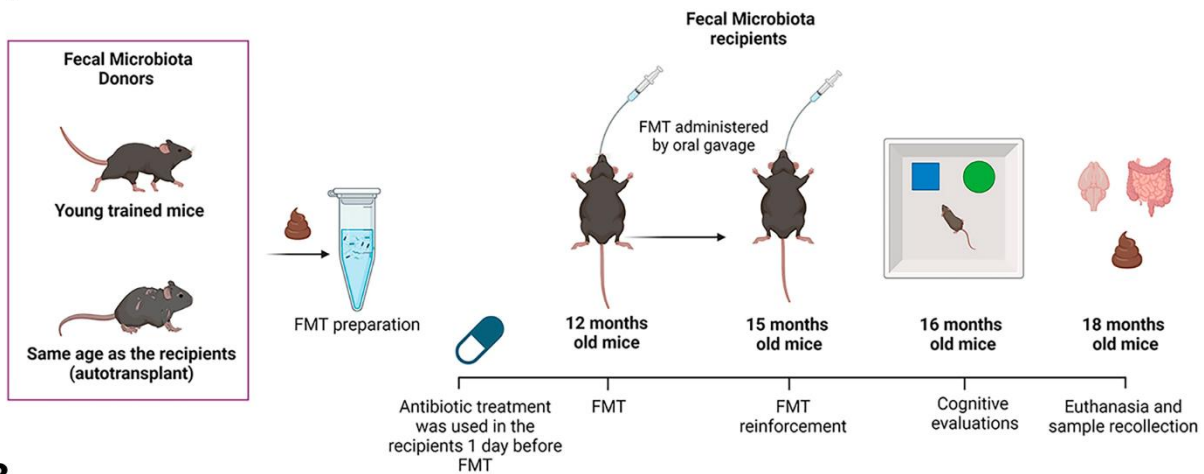 Fecal Microbiota
Donors
Young trained mice
Same age as the recipients
(autotransplant)
FMT preparation
Fecal Microbiota
recipients
FMT administered
by oral gavage
12 months
old mice
15 months
old mice
16 months
old mice
18 months
old mice
Antibiotic treatment
was used in the
recipients 1 day before
FMT
FMT
FMT
reinforcement
Cognitive
evaluations
Euthanasia and
sample recollection